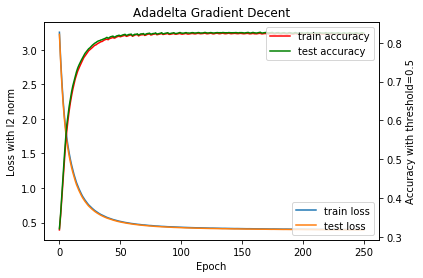 Adadelta Gradient Decent
train accuracy
test accuracy
3.0
2.5
2.0
1.5
1.0
0.5
Loss with l2 norm
0.8
0.7
0.6
0.5
0.4
0.3
Accuracy with threshold=0.5
train loss
test loss
0 50 100 150 200 250
Epoch